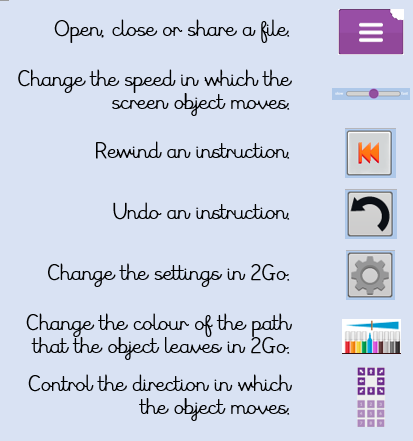 Open, close or share a file.
Change the speed in which the
screen object moves.
Rewind an instruction.
Undo an instruction.
Change the settings in 2Go.
Change the colour of the path
that the object leaves in 2Go.
Control the direction in which
the object moves.